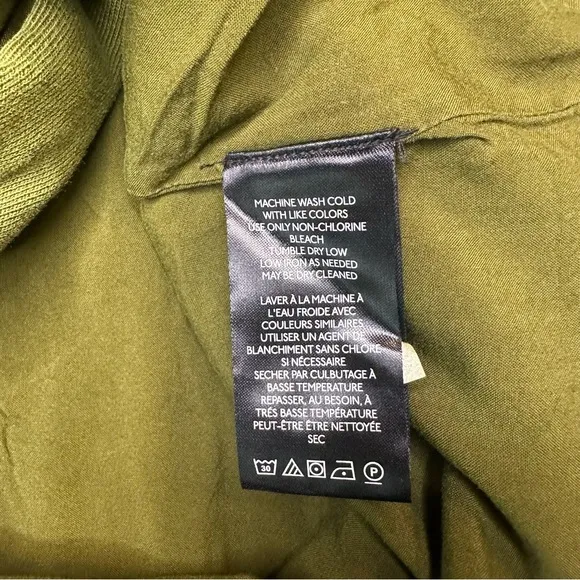 MACHINE WASH COLD
WITH LIKE COLORS
USE ONLY NON-CHLORINE
BLEACH
TUMBLE DRY LOW
LOW IRON AS NEEDED
MAY BE DRY CLEANED
LAVER À LA MACHINE À
L'EAU FROIDE AVEC
COULEURS SIMILAIRES
UTILISER UN AGENT DE
BLANCHIMENT SANS CHLORE
SI NÉCESSAIRE
SECHER PAR CULBUTAGE À
BASSE TEMPERATURE
REPASSER, AU BESOIN, À
TRÉS BASSE TEMPÉRATURE
PEUT-ÊTRE ÊTRE NETTOYÉE
SEC
30 P